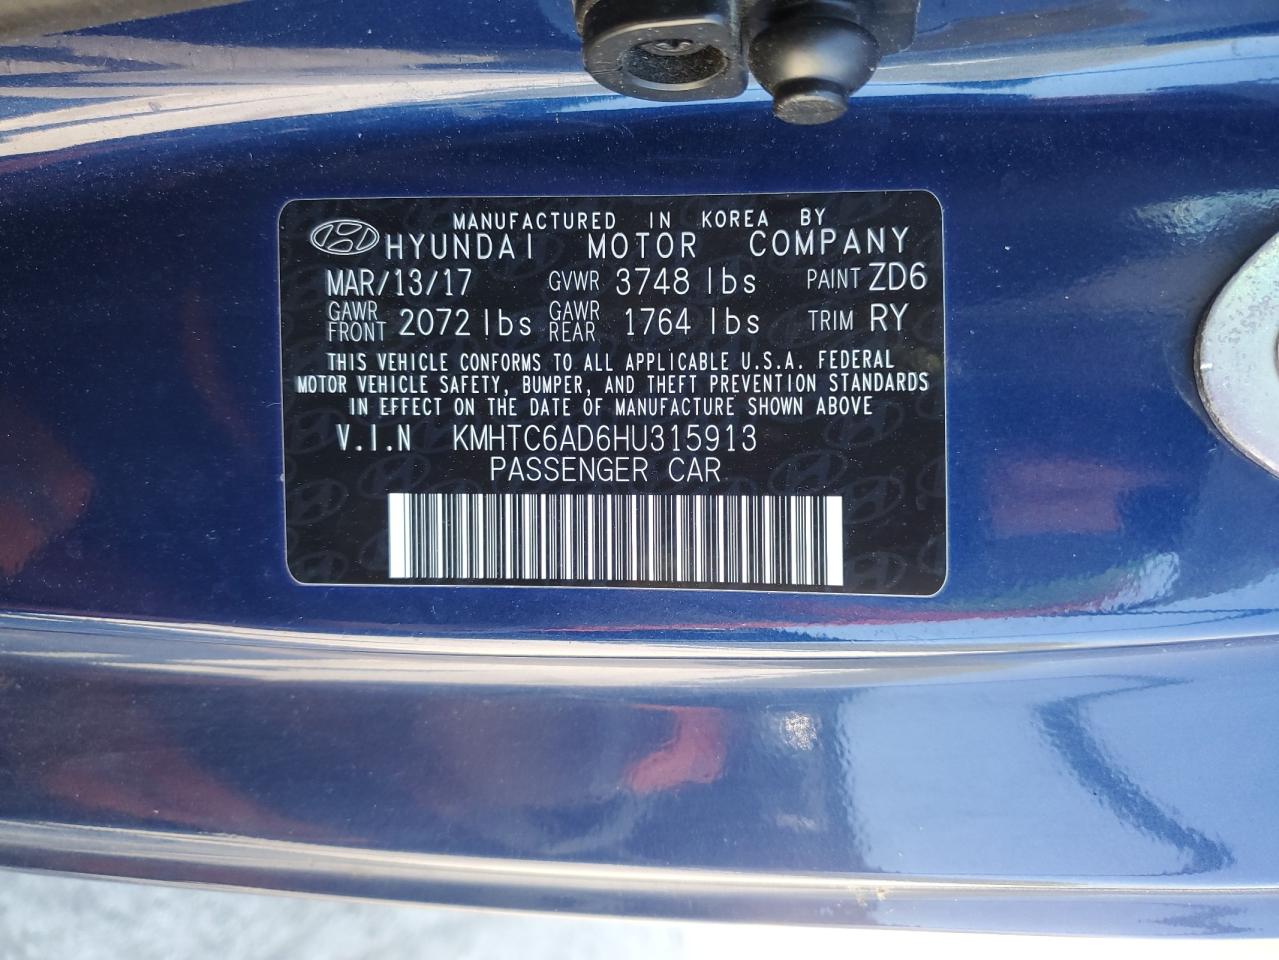 MANUFACTURED IN KOREA BY
HYUNDAI MOTOR COMPANY
MAR/13/17 GVWR 3748 lbs PAINT ZD6
GAWR FRONT 2072 lbs GAWR REAR 1764 lbs TRIM RY
THIS VEHICLE CONFORMS TO ALL APPLICABLE U.S.A. FEDERAL
MOTOR VEHICLE SAFETY, BUMPER, AND THEFT PREVENTION STANDARDS
IN EFFECT ON THE DATE OF MANUFACTURE SHOWN ABOVE
V.I.N KMHTC6AD6HU315913
PASSENGER CAR